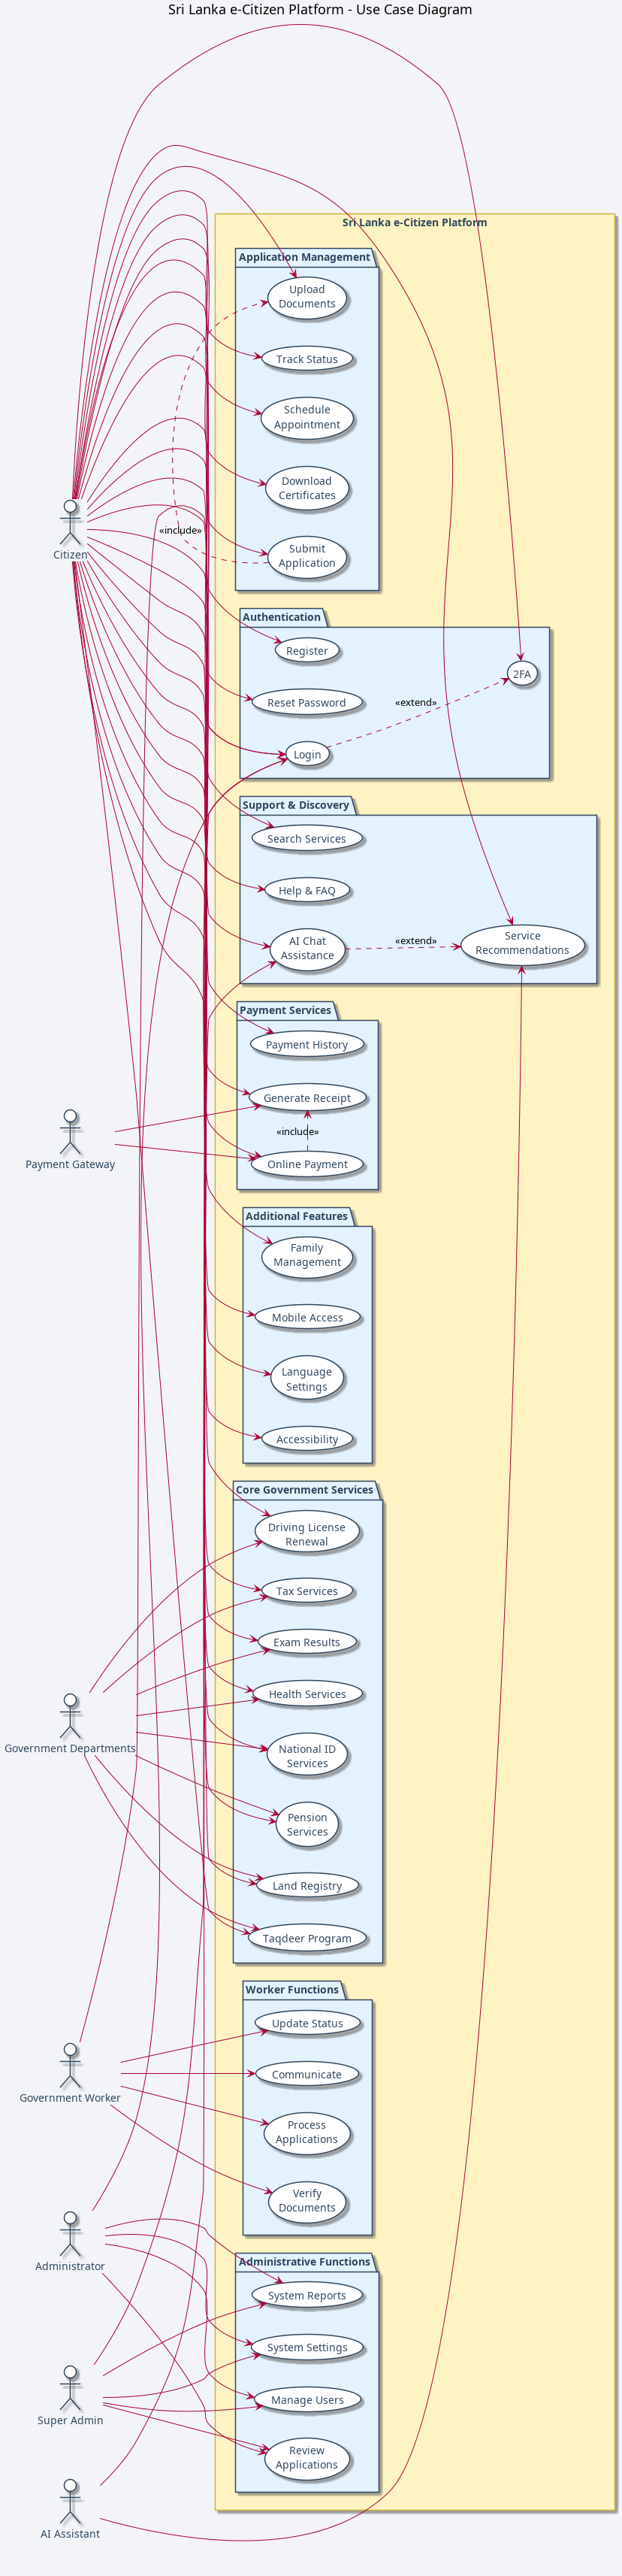 Sri Lanka e-Citizen Platform - Use Case Diagram
Sri Lanka e-Citizen Platform
Application Management
Upload
Documents
Track Status
Schedule
Appointment
Download
Certificates
«include»
Submit
Application
Citizen
Authentication
Register
2FA
Reset Password
«extend»
Login
Support & Discovery
Search Services
Help & FAQ
AI Chat
Assistance
«extend»
Service
Recommendations
Payment Services
Payment History
Generate Receipt
«include»
Online Payment
Payment Gateway
Additional Features
Family
Management
Mobile Access
Language
Settings
Accessibility
Core Government Services
Driving License
Renewal
Tax Services
Exam Results
Health Services
National ID
Services
Government Departments
Pension
Services
Land Registry
Taqdeer Program
Worker Functions
Update Status
Communicate
Government Worker
Process
Applications
Verify
Documents
Administrator
Administrative Functions
System Reports
System Settings
Manage Users
Super Admin
Review
Applications
AI Assistant